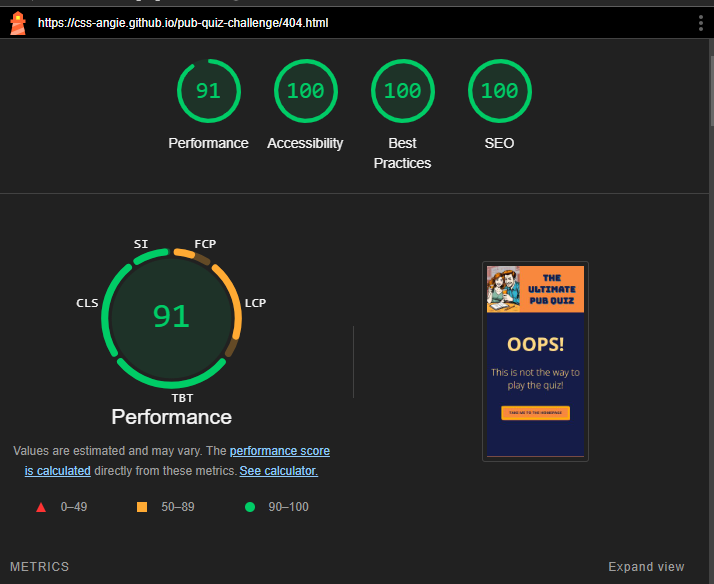 https://css-angie.github.io/pub-quiz-challenge/404.html
91
100
100
100
Performance
Accessibility
Best
Practices
SEO
SI
FCP
CLS
LCP
91
TBT
Performance
Values are estimated and may vary. The performance score
is calculated directly from these metrics. See calculator.
0–49
50–89
90–100
THE
ULTIMATE
PUB QUIZ
OOPS!
This is not the way to
play the quiz!
TAKE ME TO THE HOMEPAGE
METRICS
Expand view